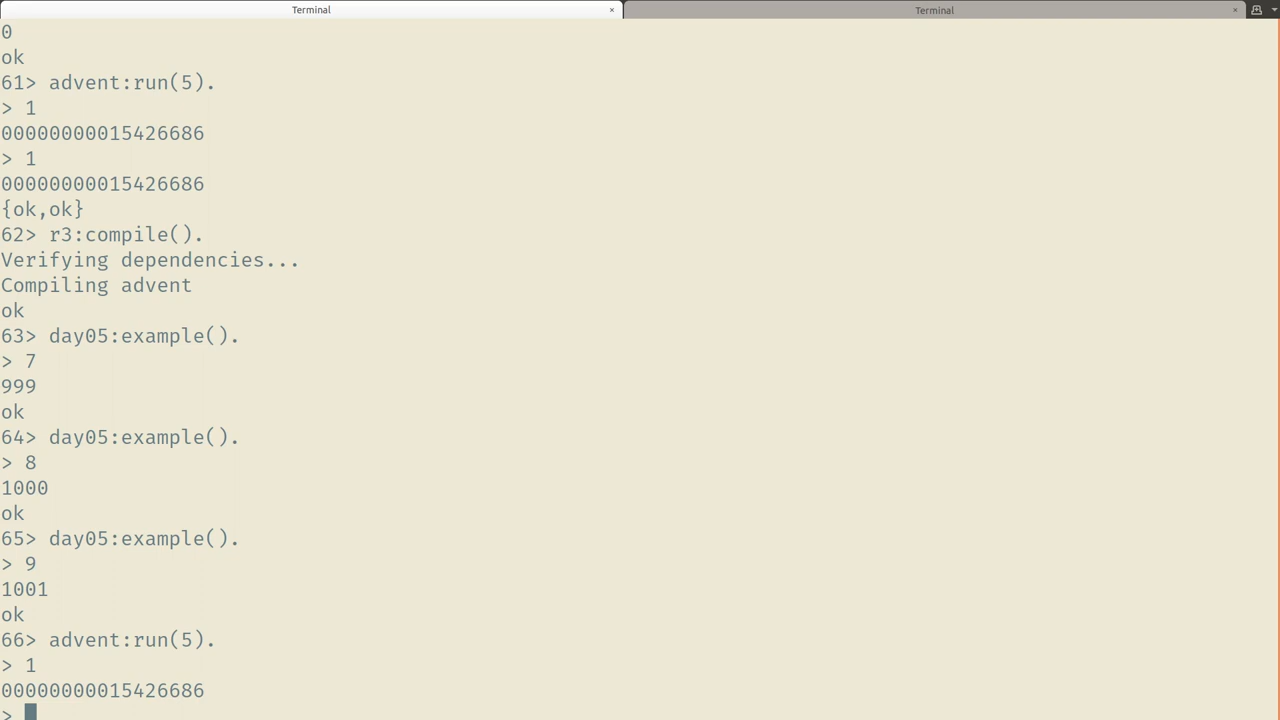 Terminal × Terminal ×
0
ok
61> advent:run(5).
> 1
00000000015426686
> 1
00000000015426686
{ok,ok}
62> r3:compile().
Verifying dependencies...
Compiling advent
ok
63> day05:example().
> 7
999
ok
64> day05:example().
> 8
1000
ok
65> day05:example().
> 9
1001
ok
66> advent:run(5).
> 1
00000000015426686
>